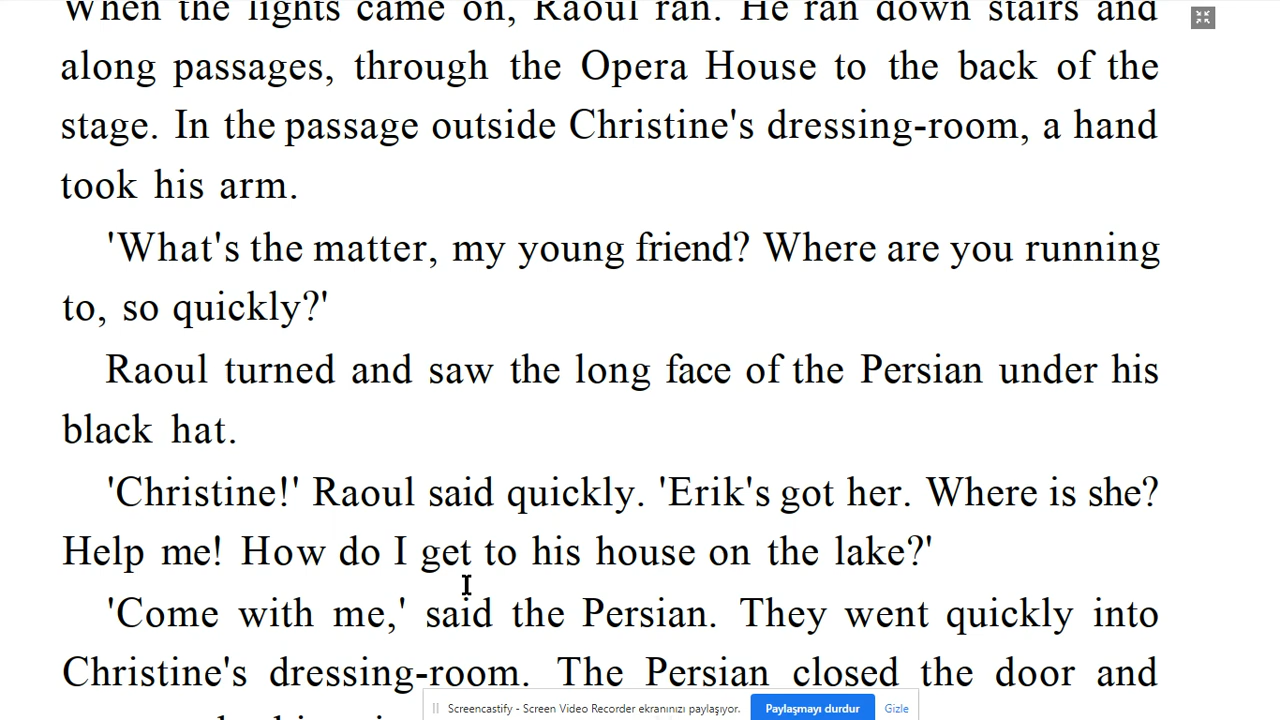 When the lights came on, Raoul ran. He ran down stairs and
along passages, through the Opera House to the back of the
stage. In the passage outside Christine's dressing-room, a hand
took his arm.
'What's the matter, my young friend? Where are you running
to, so quickly?'
Raoul turned and saw the long face of the Persian under his
black hat.
'Christine!' Raoul said quickly. 'Erik's got her. Where is she?
Help me! How do I get to his house on the lake?'
'Come with me,' said the Persian. They went quickly into
Christine's dressing-room. The Persian closed the door and
Screencastify - Screen Video Recorder ekranınızı paylaşıyor. Paylaşmayı durdur Gizle